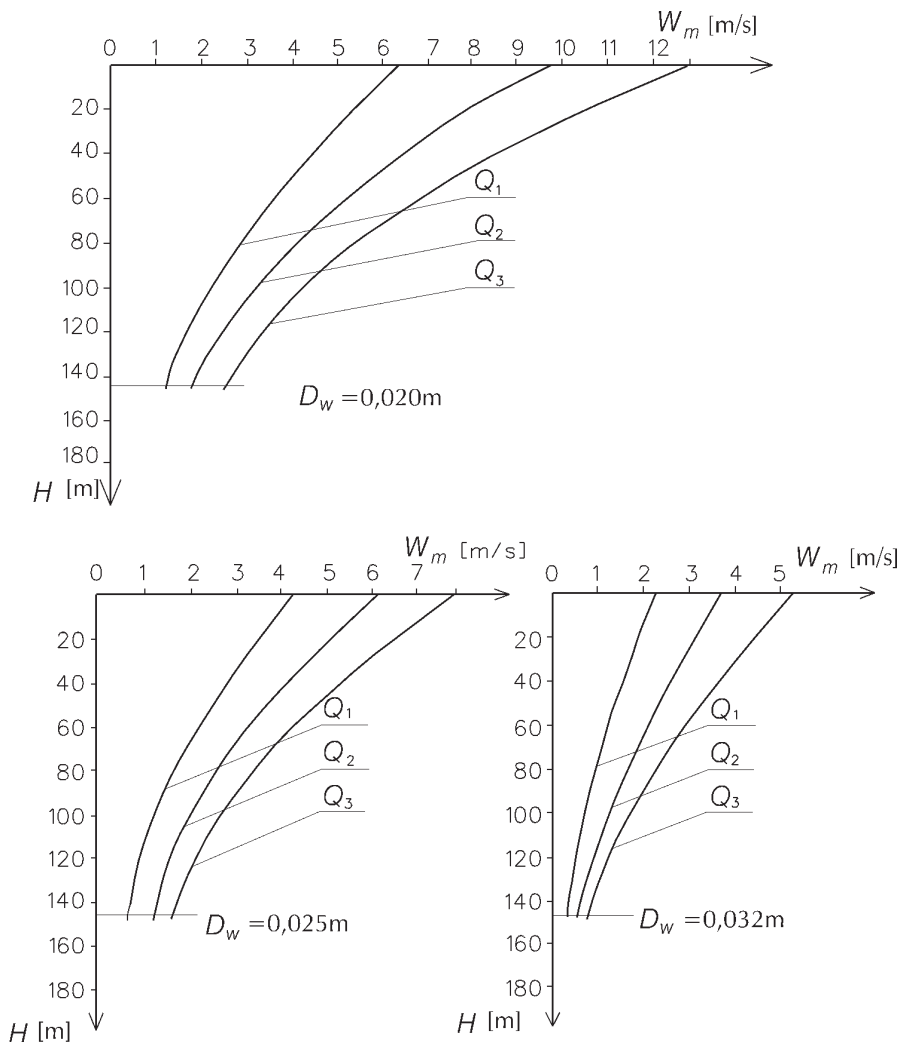 W_m [m/s]
0 1 2 3 4 5 6 7 8 9 10 11 12
20
40
60
80
100
120
140
160
180
H [m]
Q_1
Q_2
Q_3
D_w =0,020m
W_m [m/s]
0 1 2 3 4 5 6 7
20
40
60
80
100
120
140
160
180
H [m]
Q_1
Q_2
Q_3
D_w =0,025m
W_m [m/s]
0 1 2 3 4 5
20
40
60
80
100
120
140
160
180
H [m]
Q_1
Q_2
Q_3
D_w =0,032m